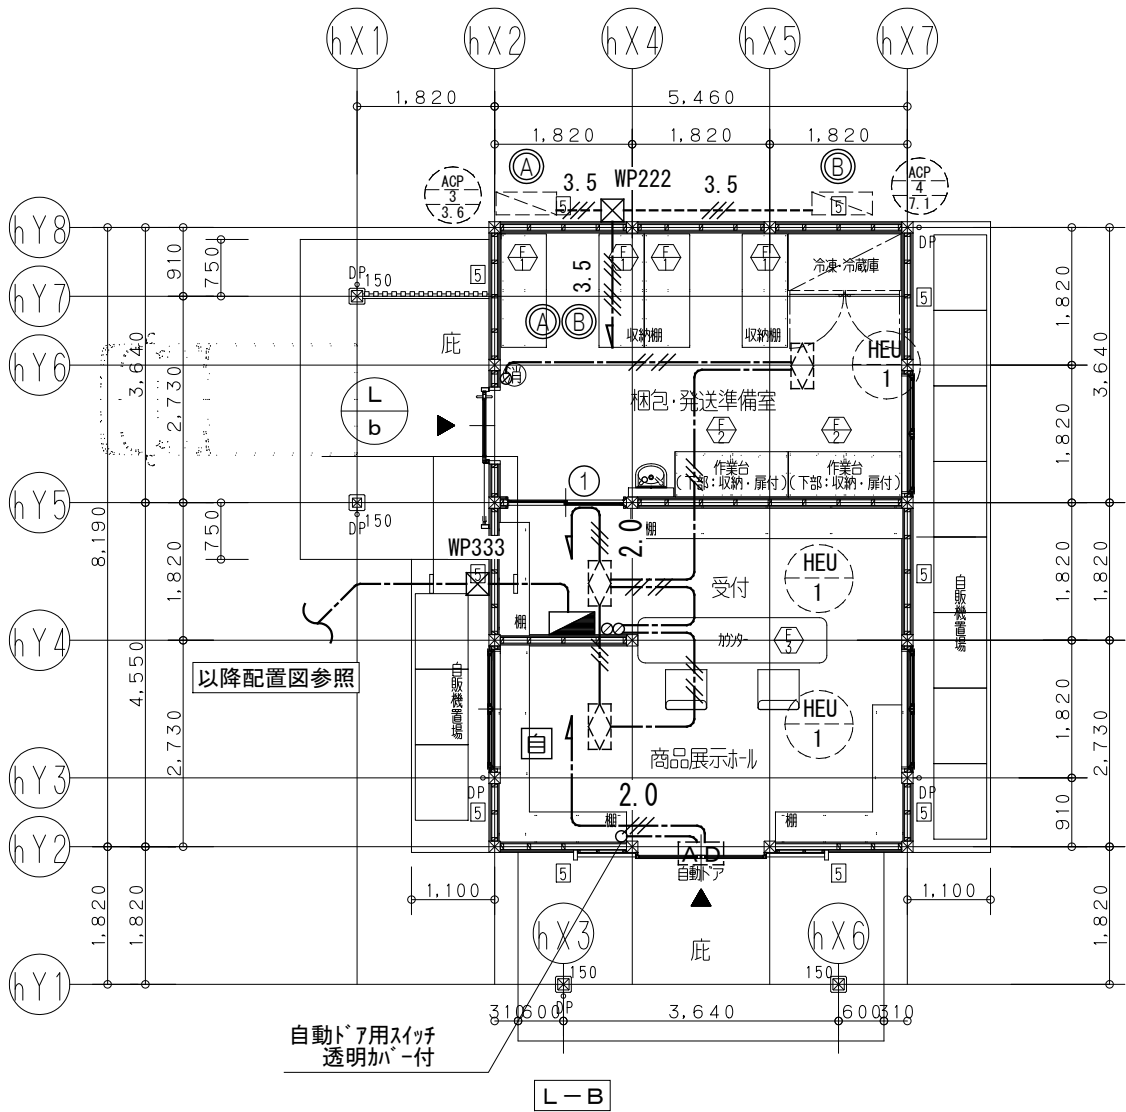 hX1
hX2
hX4
hX5
hX7
1,820
5,460
1,820
1,820
1,820
A
B
ACP
3
3.6
3.5
WP222
3.5
ACP
4
7.1
5
5
hY8
DP
910
750
DP
150
5
F
1
F
1
F
1
F
1
冷凍・冷蔵庫
5
1,820
hY7
3.5
A
B
収納棚
収納棚
庇
HEU
1
3,640
hY6
3,640
2,730
消
梱包・発送準備室
L
b
F
2
F
2
1,820
作業台
(下部:収納・扉付)
作業台
(下部:収納・扉付)
1
hY5
DP
150
750
8,190
2.0
棚
WP333
5
1,820
受付
HEU
1
5
自販機置場
1,820
1,820
棚
カウンター
F
3
hY4
4,550
以降配置図参照
自販機置場
2,730
自
HEU
1
商品展示ホール
1,820
2,730
hY3
DP
5
2.0
棚
棚
DP
5
910
hY2
AD
自動ドア
5
5
1,100
1,100
1,820
1,820
1,820
hX3
hX6
庇
hY1
150
150
DP
310
600
3,640
600
310
自動ドア用スイッチ
透明カバー付
L－B